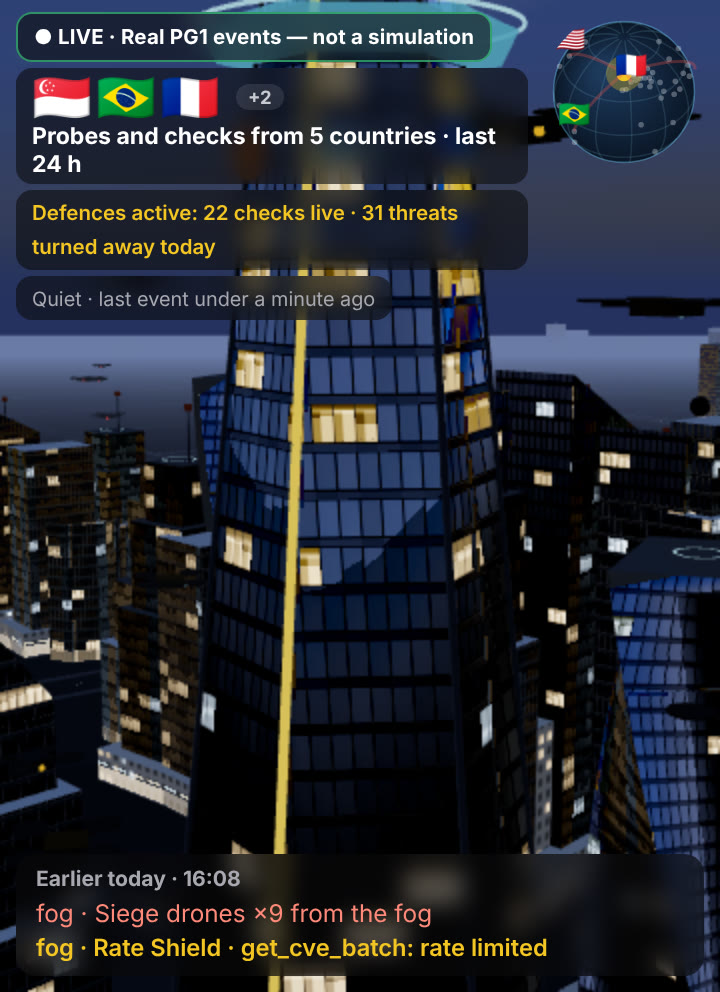 LIVE · Real PG1 events — not a simulation
+2
Probes and checks from 5 countries · last
24 h
Defences active: 22 checks live · 31 threats
turned away today
Quiet · last event under a minute ago
Earlier today · 16:08
fog · Siege drones ×9 from the fog
fog · Rate Shield · get_cve_batch: rate limited